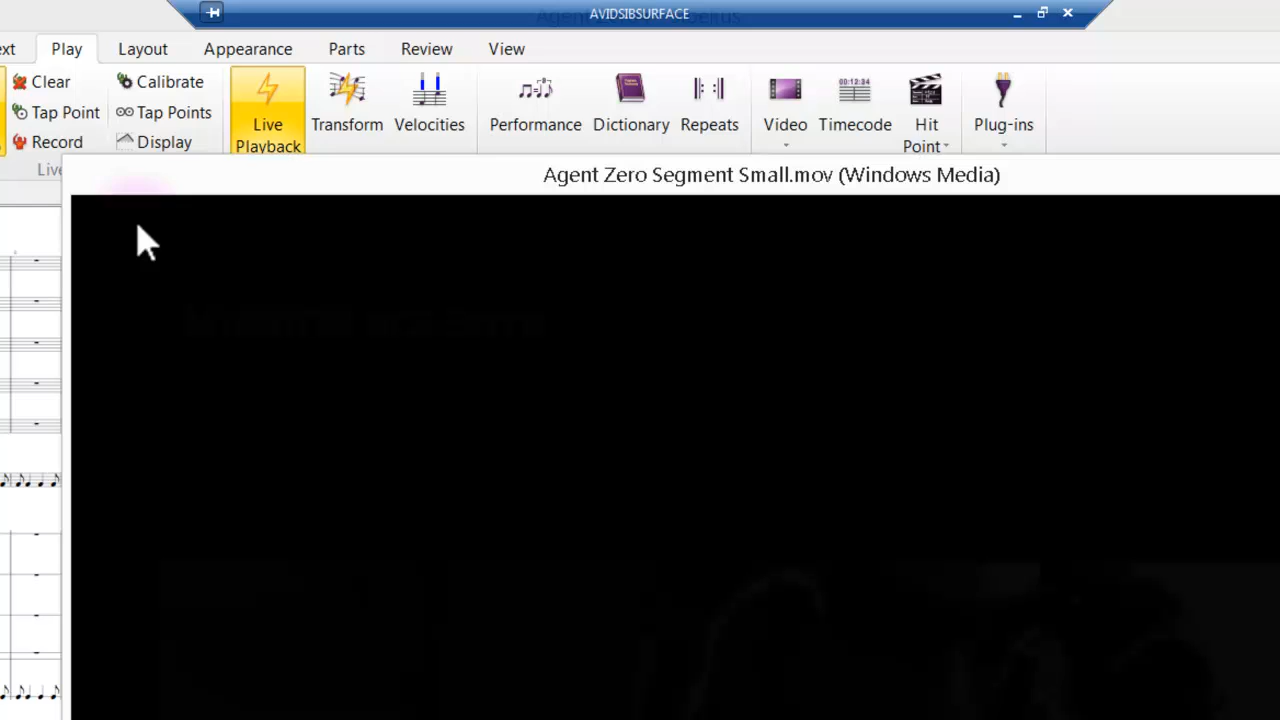 AVIDSIBSURFACE
ext Play Layout Appearance Parts Review View
Clear Calibrate
Tap Point Tap Points
Record Display
Live Playback
Transform
Velocities
Performance
Dictionary
Repeats
Video
Timecode
Hit Point
Plug-ins
Live
Agent Zero Segment Small.mov (Windows Media)